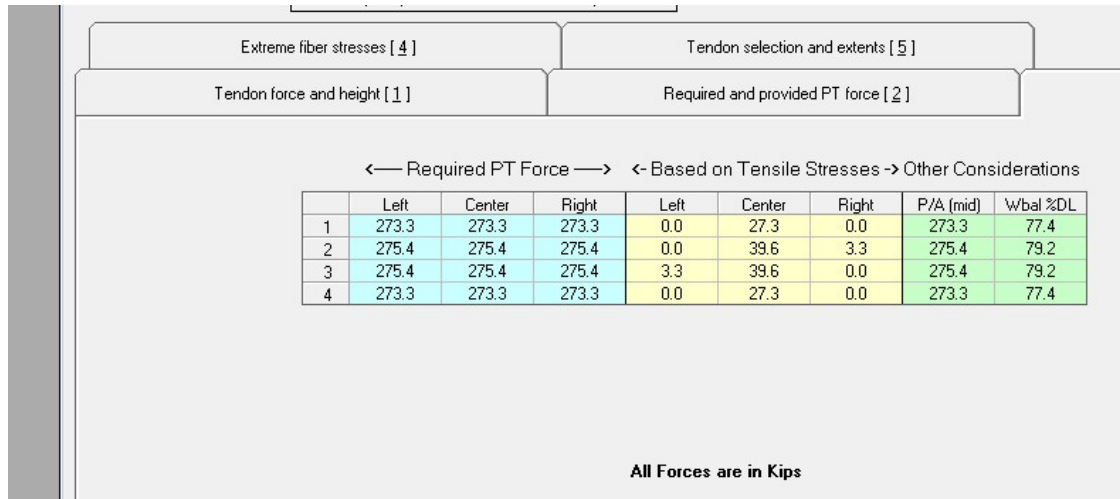 Extreme fiber stresses [ 4 ] Tendon selection and extents [ 5 ]
Tendon force and height [ 1 ] Required and provided PT force [ 2 ]
<—— Required PT Force ——> <- Based on Tensile Stresses -> Other Considerations
Left Center Right Left Center Right P/A (mid) Wbal %DL
1 273.3 273.3 273.3 0.0 27.3 0.0 273.3 77.4
2 275.4 275.4 275.4 0.0 39.6 3.3 275.4 79.2
3 275.4 275.4 275.4 3.3 39.6 0.0 275.4 79.2
4 273.3 273.3 273.3 0.0 27.3 0.0 273.3 77.4
All Forces are in Kips